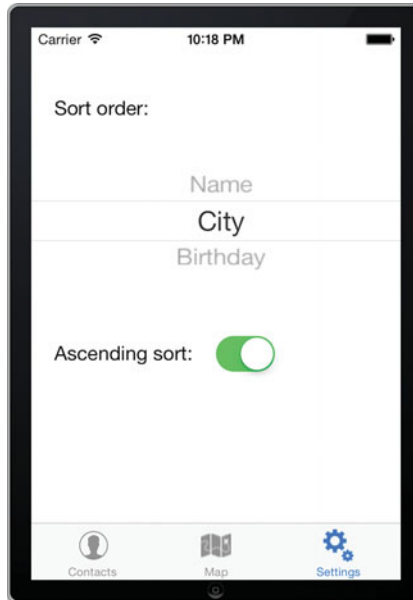 Carrier 10:18 PM
Sort order:
Name
City
Birthday
Ascending sort:
Contacts Map Settings